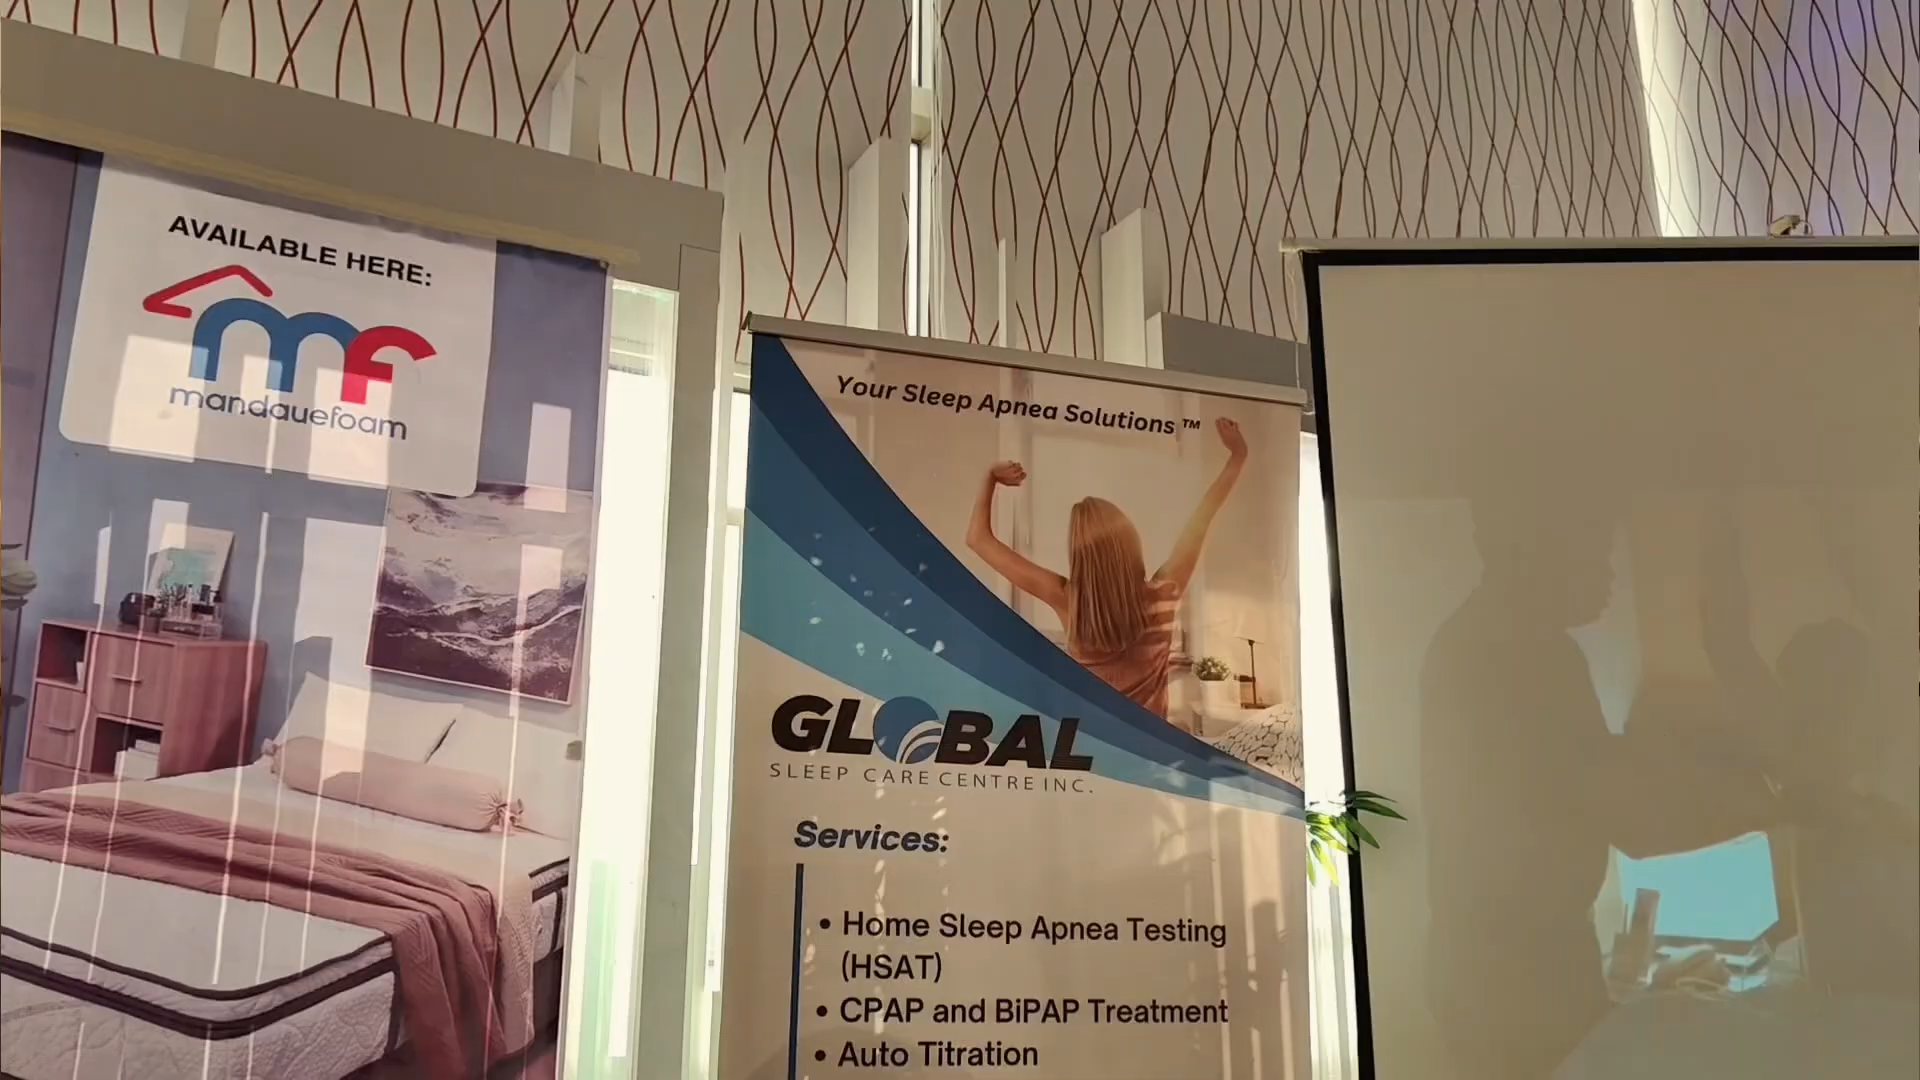 AVAILABLE HERE:
mf
mandauefoam
Your Sleep Apnea Solutions ™
GLOBAL
SLEEP CARE CENTRE INC.
Services:
• Home Sleep Apnea Testing
(HSAT)
• CPAP and BiPAP Treatment
• Auto Titration